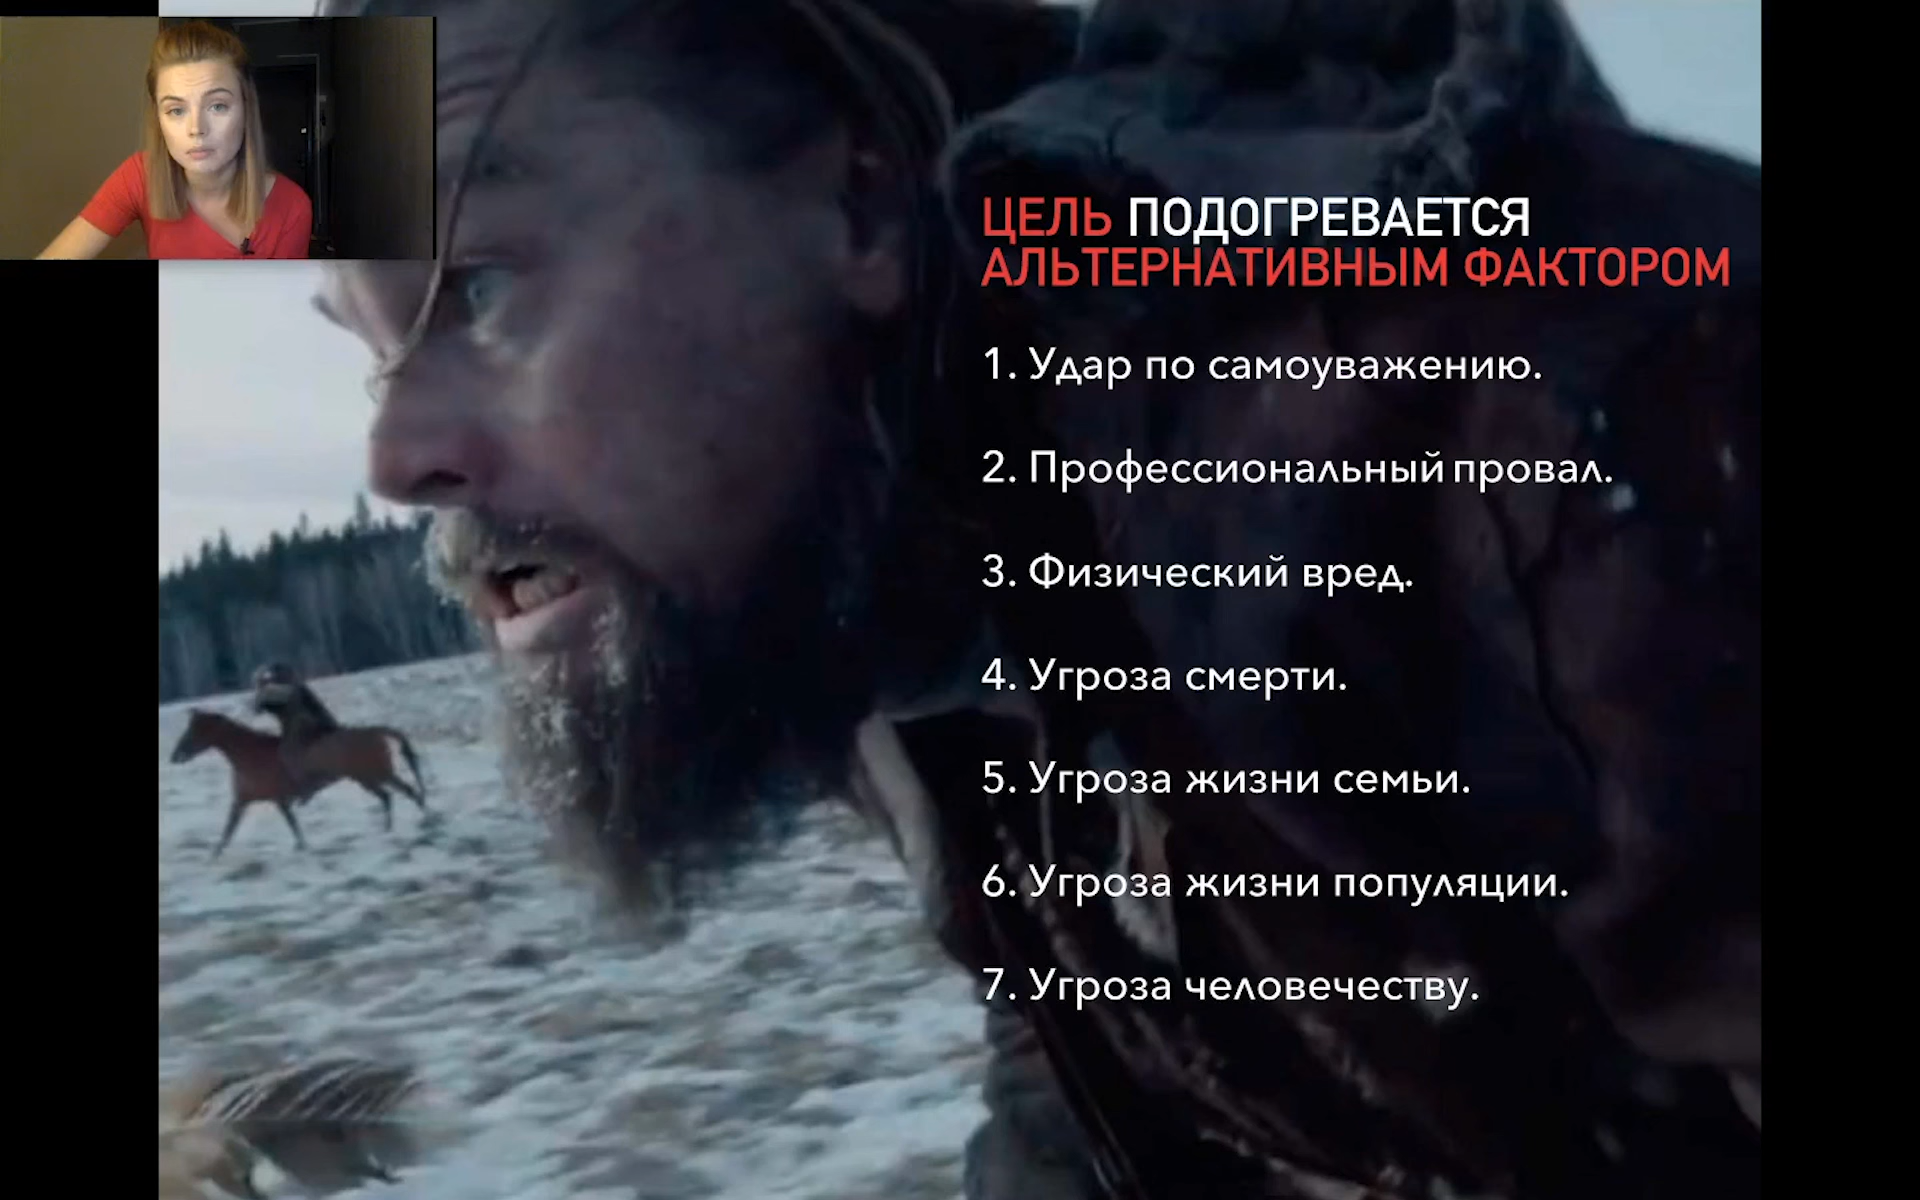 ЦЕЛЬ ПОДОГРЕВАЕТСЯ
АЛЬТЕРНАТИВНЫМ ФАКТОРОМ
1. Удар по самоуважению.
2. Профессиональный провал.
3. Физический вред.
4. Угроза смерти.
5. Угроза жизни семьи.
6. Угроза жизни популяции.
7. Угроза человечеству.